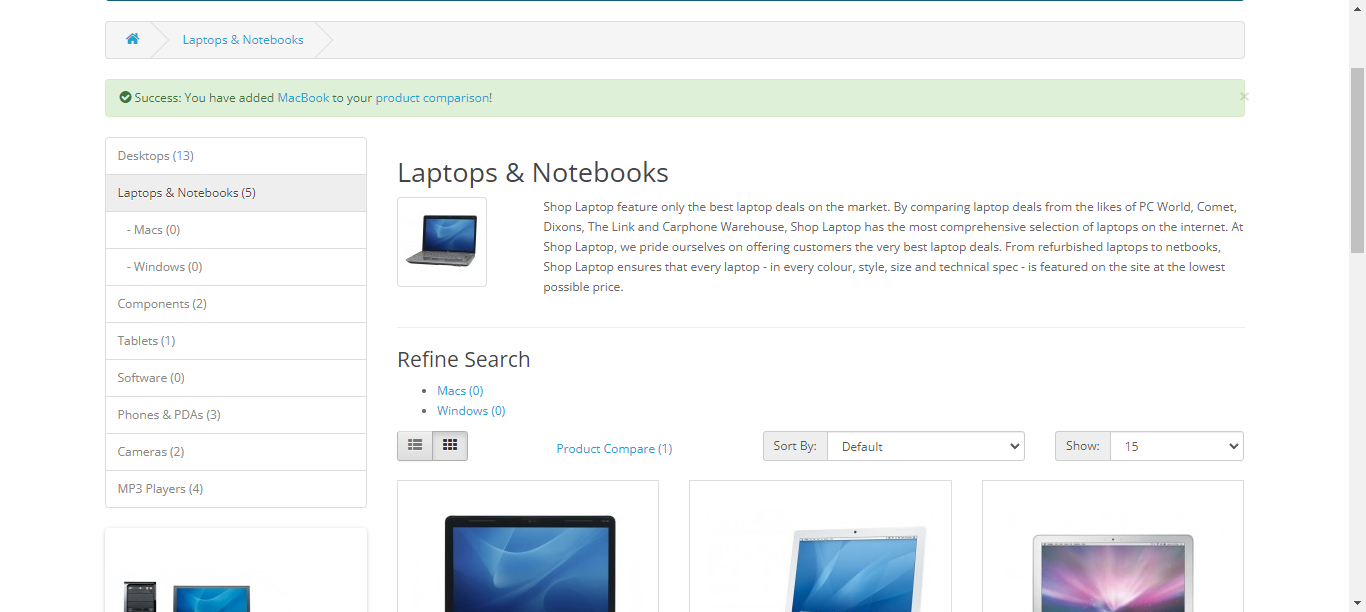 Laptops & Notebooks
Success: You have added MacBook to your product comparison!
×
Desktops (13)
Laptops & Notebooks (5)
- Macs (0)
- Windows (0)
Components (2)
Tablets (1)
Software (0)
Phones & PDAs (3)
Cameras (2)
MP3 Players (4)
Laptops & Notebooks
Shop Laptop feature only the best laptop deals on the market. By comparing laptop deals from the likes of PC World, Comet,
Dixons, The Link and Carphone Warehouse, Shop Laptop has the most comprehensive selection of laptops on the internet. At
Shop Laptop, we pride ourselves on offering customers the very best laptop deals. From refurbished laptops to netbooks,
Shop Laptop ensures that every laptop - in every colour, style, size and technical spec - is featured on the site at the lowest
possible price.
Refine Search
Macs (0)
Windows (0)
Product Compare (1)
Sort By: Default
Show: 15